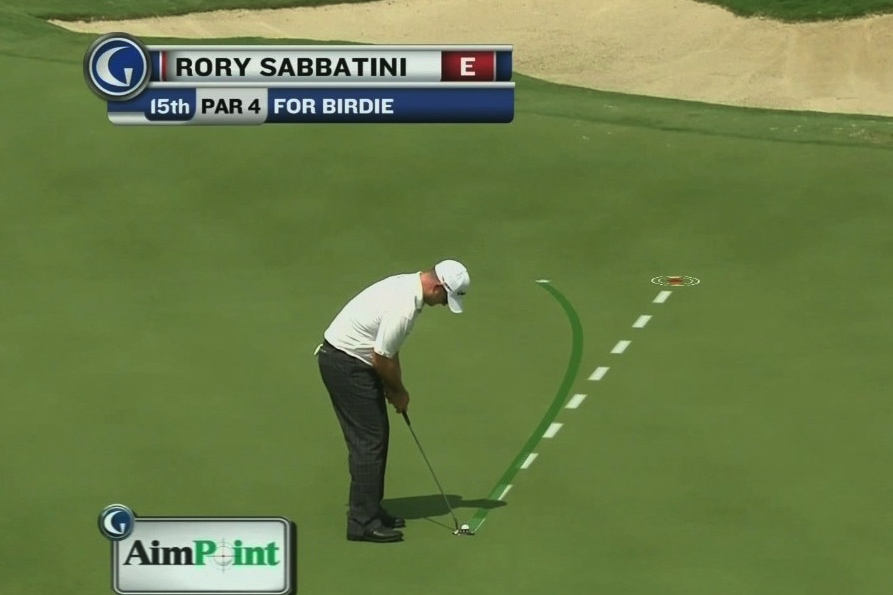 RORY SABBATINI E
15th PAR 4 FOR BIRDIE
AimPoint